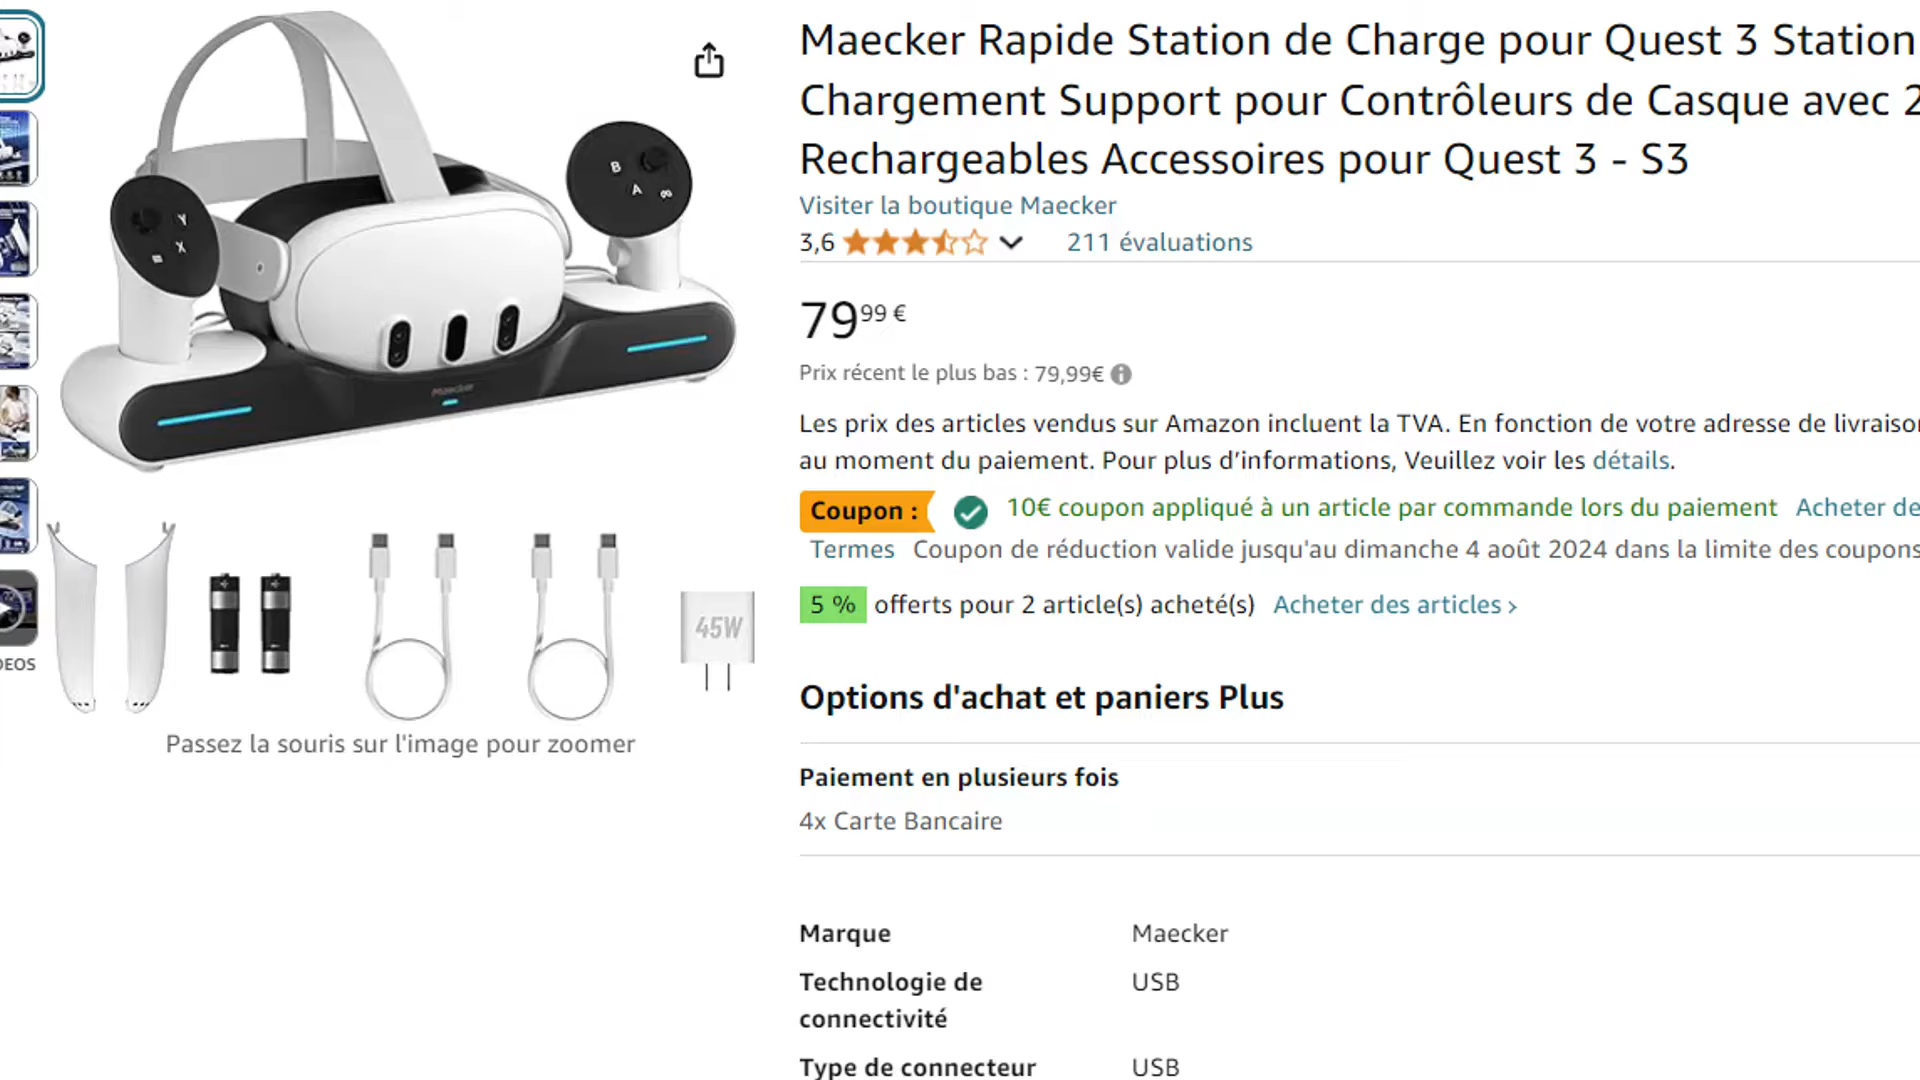 Maecker Rapide Station de Charge pour Quest 3 Station
Chargement Support pour Contrôleurs de Casque avec 2
Rechargeables Accessoires pour Quest 3 - S3
Visiter la boutique Maecker
3,6 211 évaluations
79 99 €
Prix récent le plus bas : 79,99€
Les prix des articles vendus sur Amazon incluent la TVA. En fonction de votre adresse de livraison
au moment du paiement. Pour plus d’informations, Veuillez voir les détails.
Coupon : 10€ coupon appliqué à un article par commande lors du paiement Acheter de
Termes Coupon de réduction valide jusqu'au dimanche 4 août 2024 dans la limite des coupons
5 % offerts pour 2 article(s) acheté(s) Acheter des articles ›
Options d'achat et paniers Plus
Paiement en plusieurs fois
4x Carte Bancaire
Marque Maecker
Technologie de connectivité USB
Type de connecteur USB
B
A
Y
X
Maecker
45W
DEOS
Passez la souris sur l'image pour zoomer